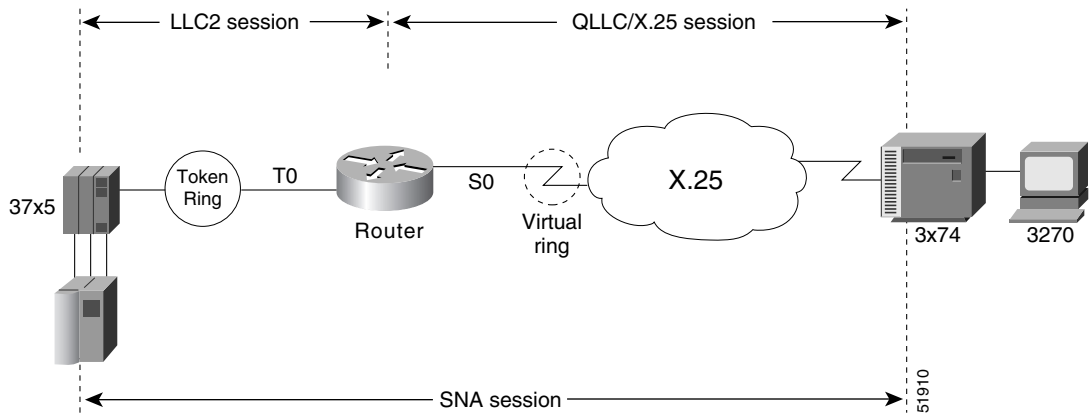 LLC2 session
QLLC/X.25 session
37x5
Token
Ring
T0
Router
S0
Virtual
ring
X.25
3x74
3270
SNA session
51910